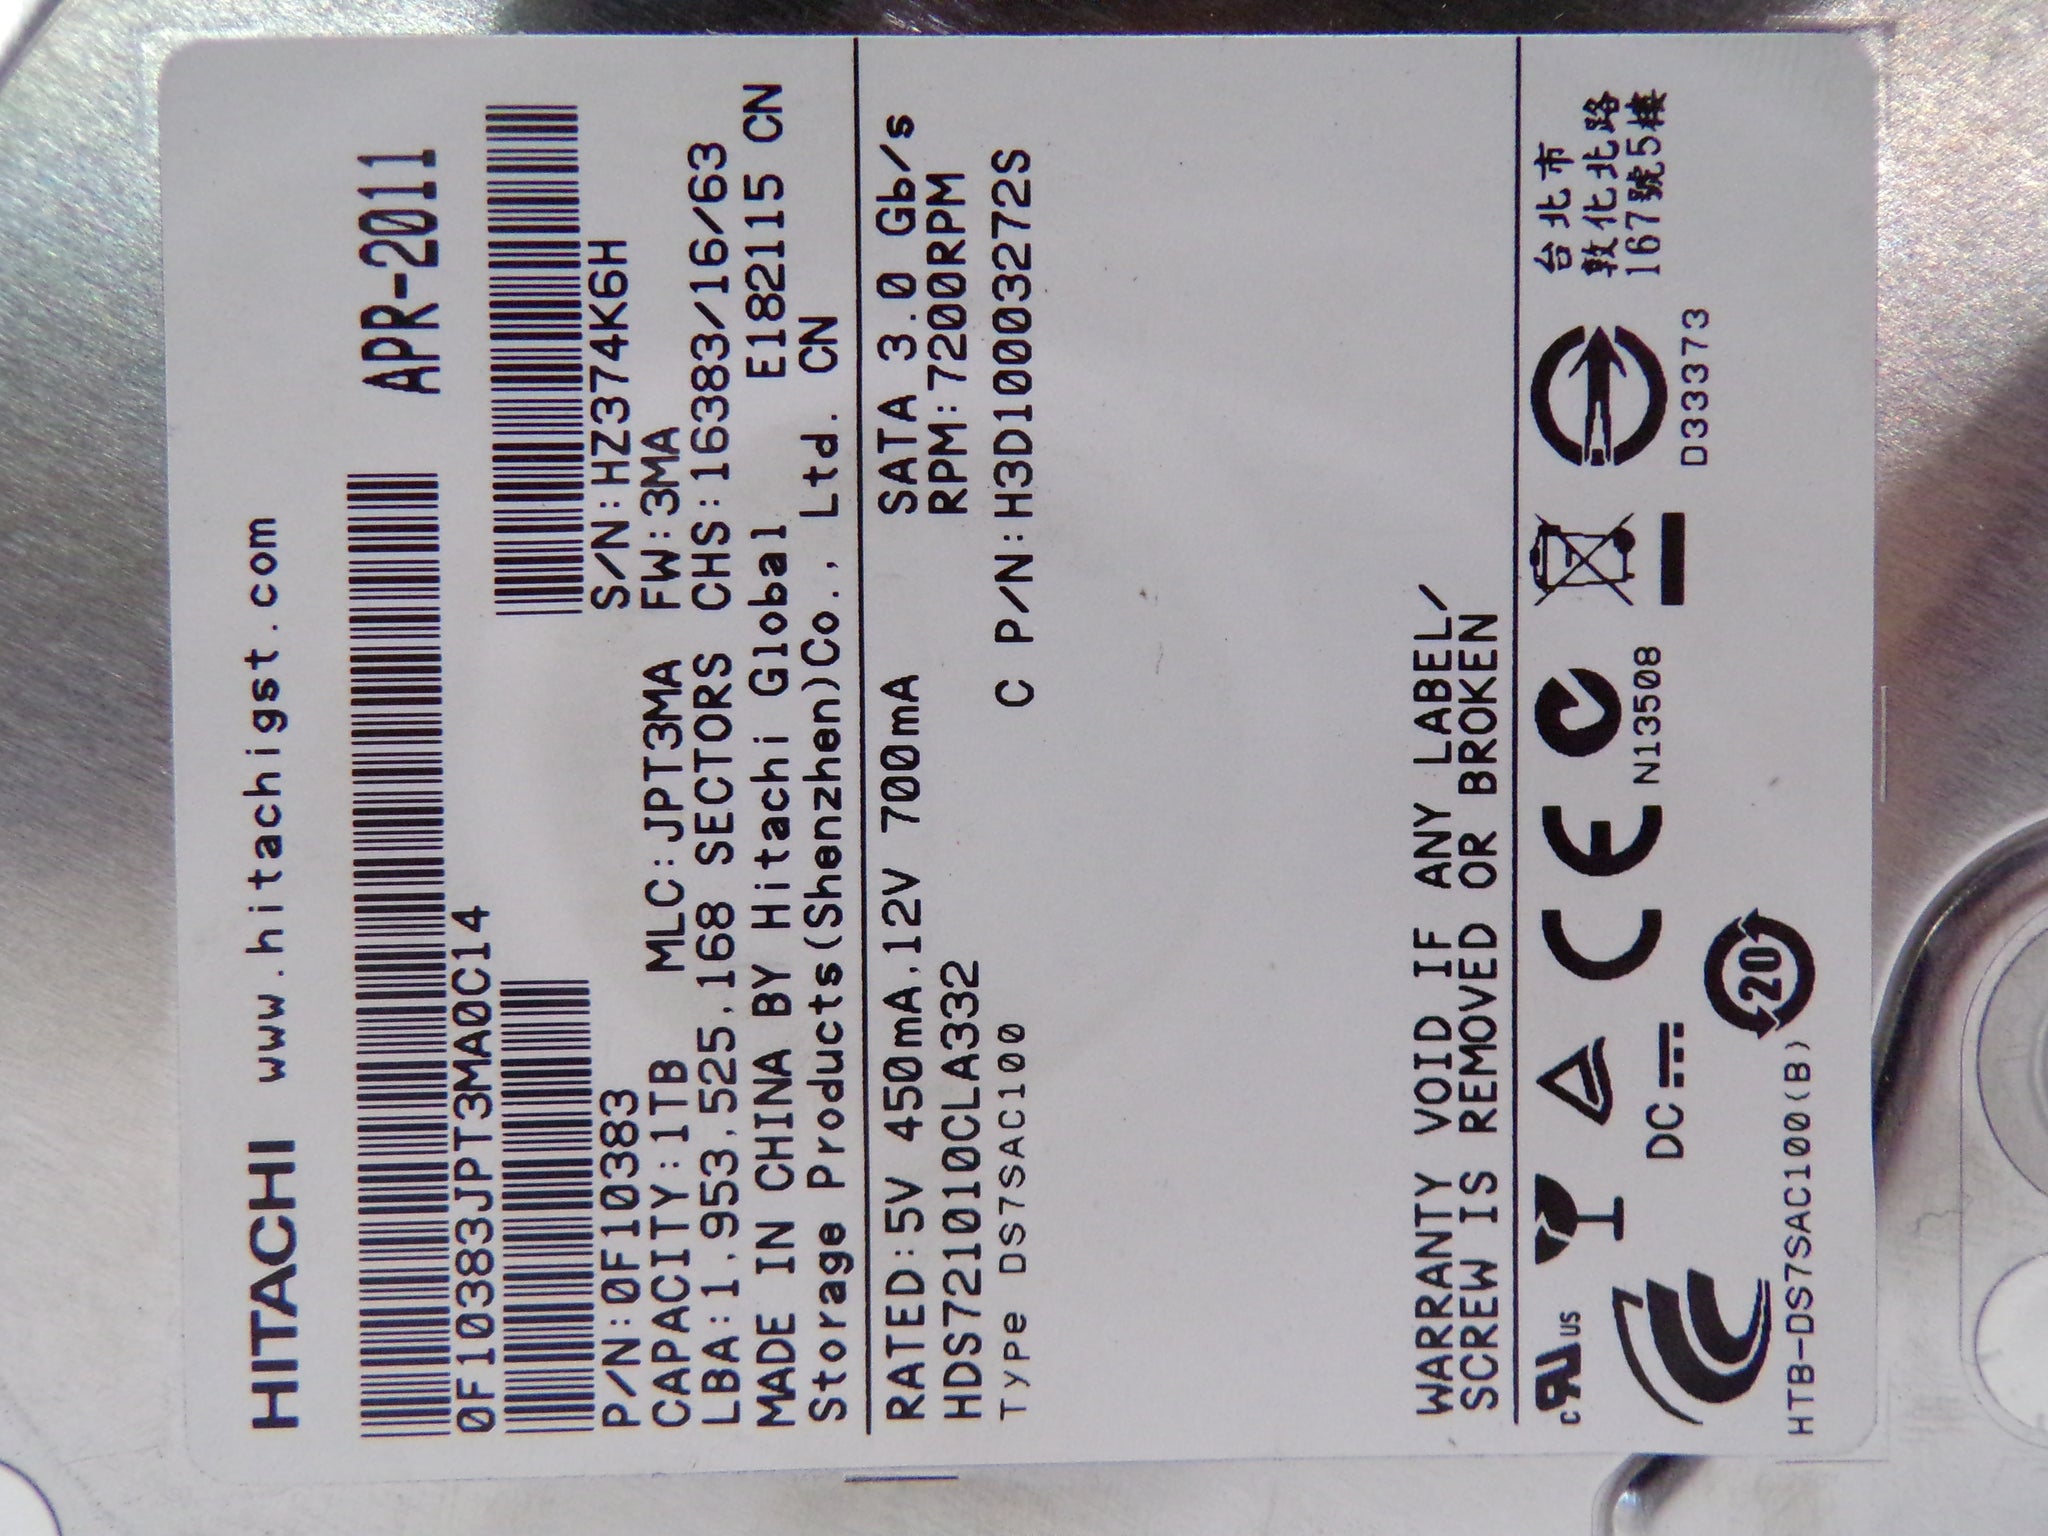 HITACHI www.hitachigst.com
APR-2011
0F10383JPT3MA0C14
S/N:HZ374K6H
P/N:0F10383
CAPACITY:1TB MLC:JPT3MA FW:3MA
LBA:1,953,525,168 SECTORS CHS:16383/16/63
MADE IN CHINA BY Hitachi Global E182115 CN
Storage Products(Shenzhen)Co., Ltd. CN
RATED:5V 450mA,12V 700mA SATA 3.0 Gb/s
HDS721010CLA332 RPM:7200RPM
TYPe DS7SAC100 C P/N:H3D10003272S
WARRANTY VOID IF ANY LABEL/
SCREW IS REMOVED OR BROKEN
c RU us
CE
台北市
敦化北路
167號5樓
N13508
D33373
DC
20
HTB-DS7SAC100(B)